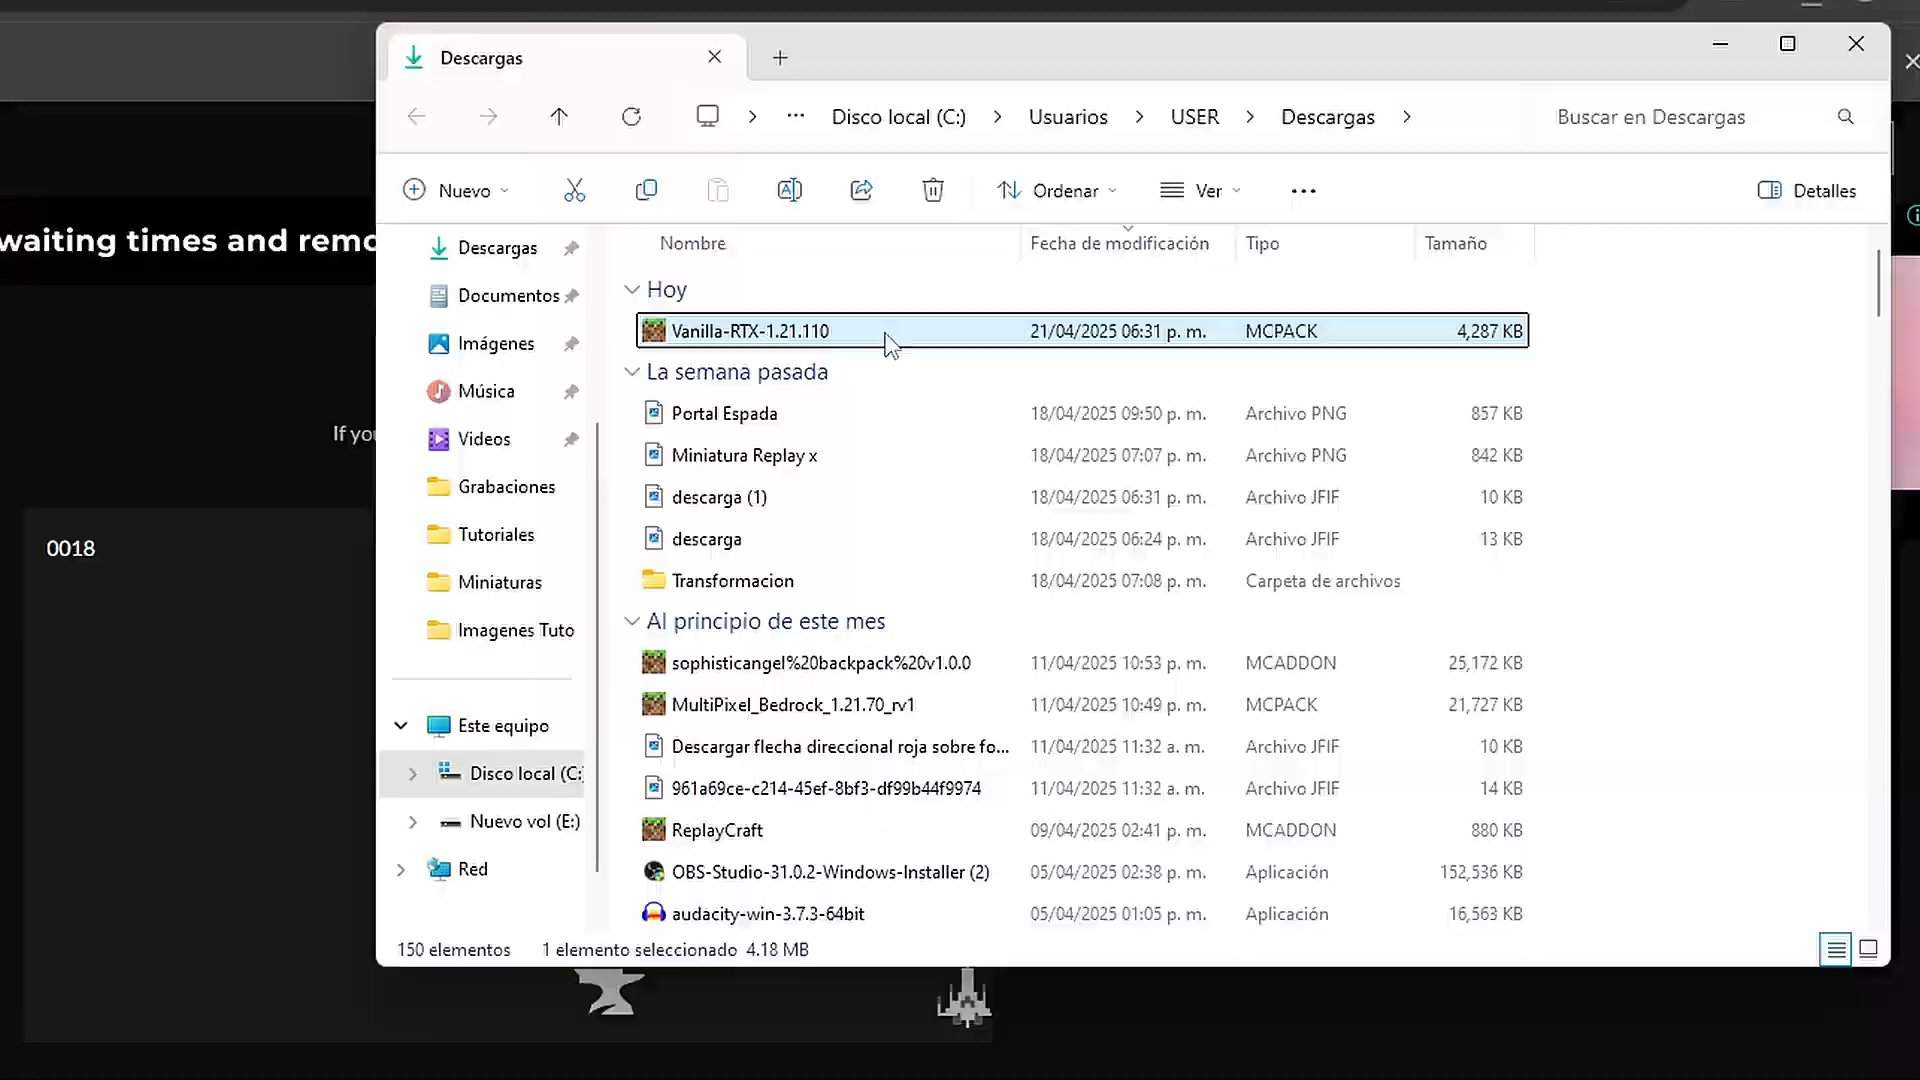 Descargas
Disco local (C:)
Usuarios
USER
Descargas
Buscar en Descargas
Nuevo
Ordenar
Ver
Detalles
waiting times and remo
If you
0018
Descargas
Documentos
Imágenes
Música
Videos
Grabaciones
Tutoriales
Miniaturas
Imagenes Tuto
Este equipo
Disco local (C:
Nuevo vol (E:)
Red
Nombre Fecha de modificación Tipo Tamaño
Hoy
Vanilla-RTX-1.21.110 21/04/2025 06:31 p. m. MCPACK 4,287 KB
La semana pasada
Portal Espada 18/04/2025 09:50 p. m. Archivo PNG 857 KB
Miniatura Replay x 18/04/2025 07:07 p. m. Archivo PNG 842 KB
descarga (1) 18/04/2025 06:31 p. m. Archivo JFIF 10 KB
descarga 18/04/2025 06:24 p. m. Archivo JFIF 13 KB
Transformacion 18/04/2025 07:08 p. m. Carpeta de archivos
Al principio de este mes
sophisticangel%20backpack%20v1.0.0 11/04/2025 10:53 p. m. MCADDON 25,172 KB
MultiPixel_Bedrock_1.21.70_rv1 11/04/2025 10:49 p. m. MCPACK 21,727 KB
Descargar flecha direccional roja sobre fo... 11/04/2025 11:32 a. m. Archivo JFIF 10 KB
961a69ce-c214-45ef-8bf3-df99b44f9974 11/04/2025 11:32 a. m. Archivo JFIF 14 KB
ReplayCraft 09/04/2025 02:41 p. m. MCADDON 880 KB
OBS-Studio-31.0.2-Windows-Installer (2) 05/04/2025 02:38 p. m. Aplicación 152,536 KB
audacity-win-3.7.3-64bit 05/04/2025 01:05 p. m. Aplicación 16,563 KB
150 elementos 1 elemento seleccionado 4.18 MB